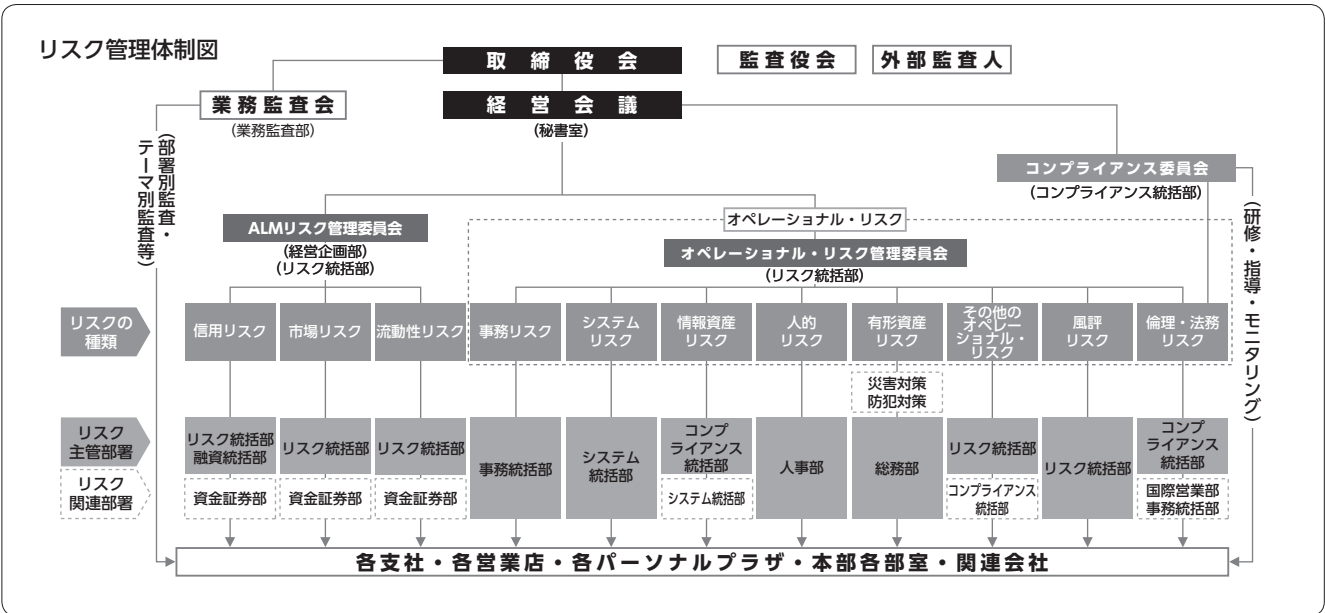 リスク管理体制図
取締役会
監査役会
外部監査人
業務監査会
(業務監査部)
経営会議
(秘書室)
(部署別監査・
テーマ別監査等)
コンプライアンス委員会
(コンプライアンス統括部)
(研修・指導・モニタリング)
オペレーショナル・リスク
ALMリスク管理委員会
(経営企画部)
(リスク統括部)
オペレーショナル・リスク管理委員会
(リスク統括部)
リスクの
種類
信用リスク
市場リスク
流動性リスク
事務リスク
システム
リスク
情報資産
リスク
人的
リスク
有形資産
リスク
その他の
オペレー
ショナル・
リスク
風評
リスク
倫理・法務
リスク
災害対策
防犯対策
リスク
主管部署
リスク統括部
融資統括部
リスク統括部
リスク統括部
事務統括部
システム
統括部
コンプ
ライアンス
統括部
人事部
総務部
リスク統括部
リスク統括部
コンプ
ライアンス
統括部
リスク
関連部署
資金証券部
資金証券部
資金証券部
システム統括部
コンプライアンス
統括部
国際営業部
事務統括部
各支社・各営業店・各パーソナルプラザ・本部各部室・関連会社